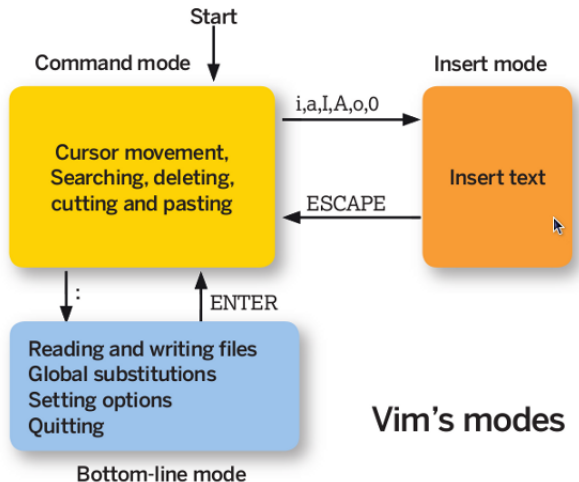 Start
Command mode
Insert mode
Cursor movement,
Searching, deleting,
cutting and pasting
i,a,I,A,o,0
Insert text
ESCAPE
:
ENTER
Reading and writing files
Global substitutions
Setting options
Quitting
Vim's modes
Bottom-line mode